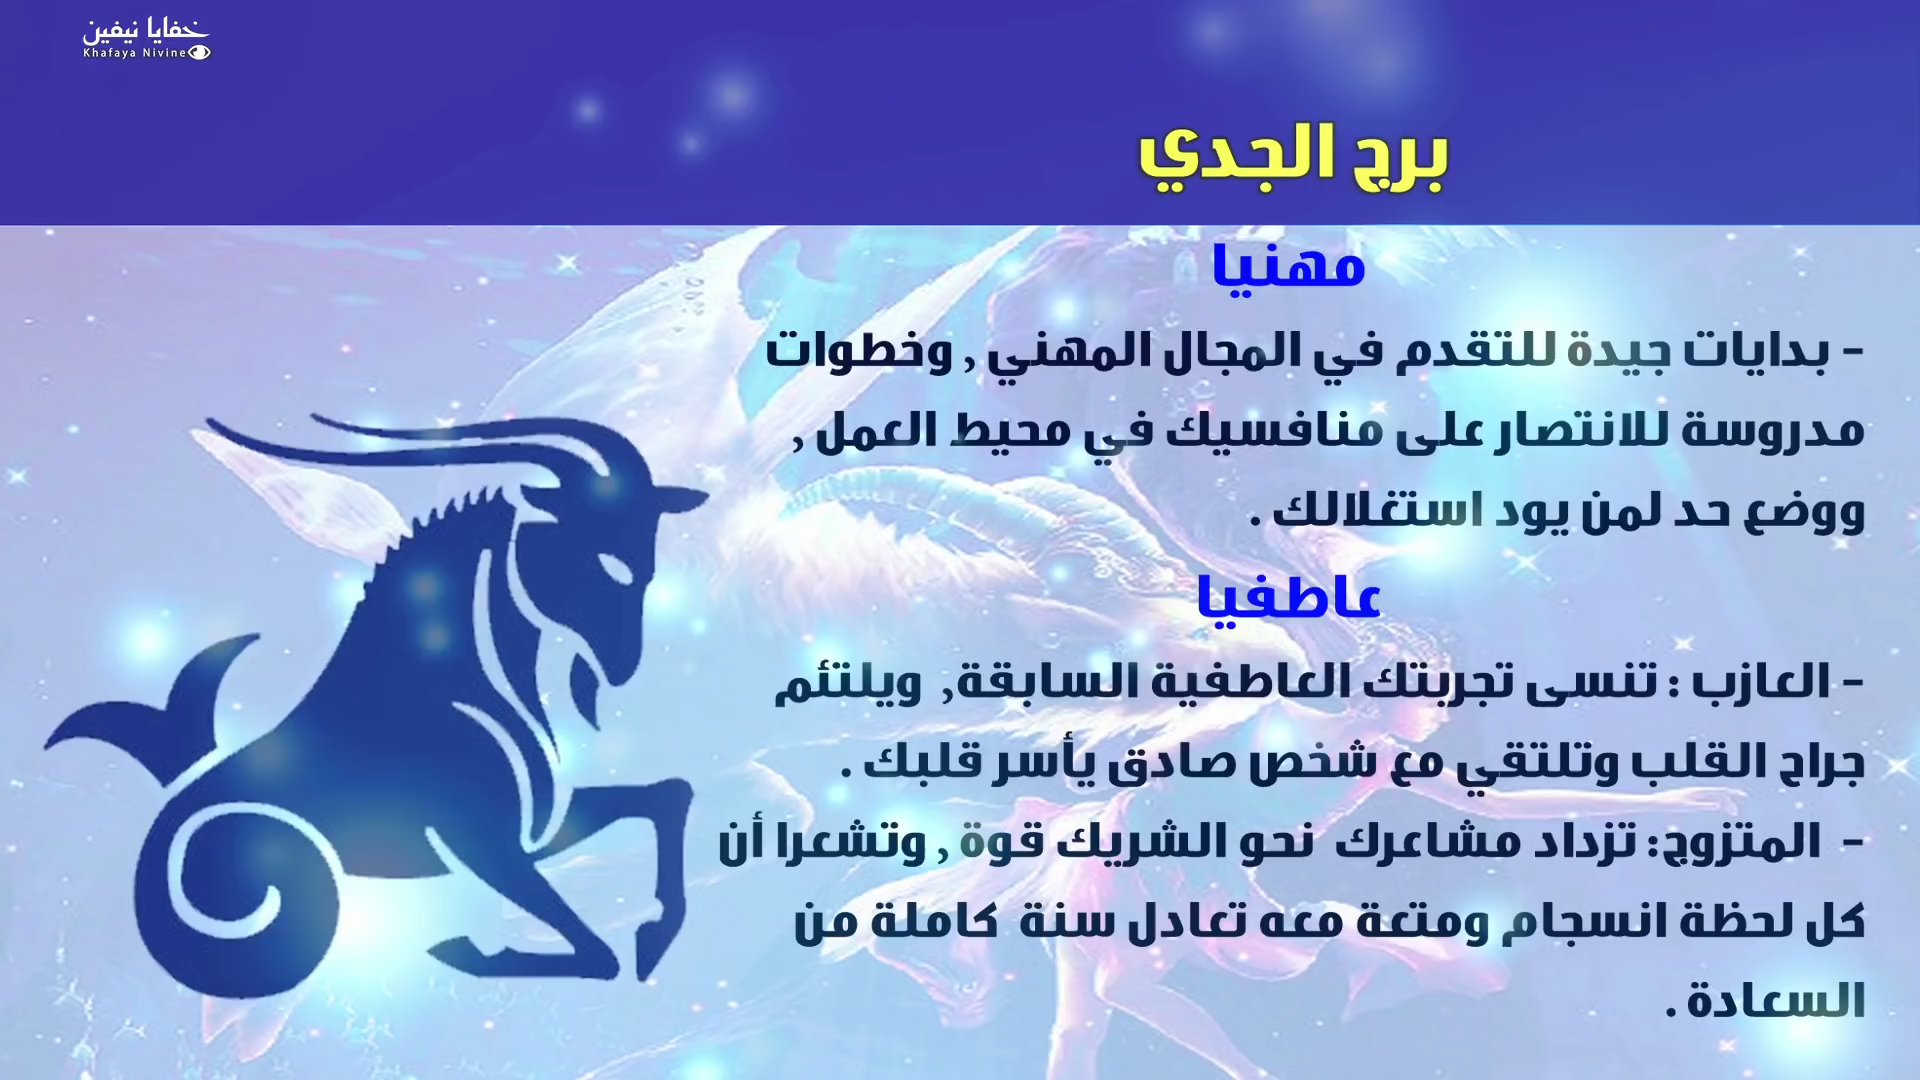 خفايا نيفين
Khafaya Nivine
برج الجدي
مهنيا
- بدايات جيدة للتقدم في المجال المهني , وخطوات
مدروسة للانتصار على منافسيك في محيط العمل ,
ووضع حد لمن يود استغلالك .
عاطفيا
- العازب : تنسى تجربتك العاطفية السابقة, ويلتئم
جراح القلب وتلتقي مع شخص صادق يأسر قلبك .
- المتزوج: تزداد مشاعرك نحو الشريك قوة , وتشعرا أن
كل لحظة انسجام ومتعة معه تعادل سنة كاملة من
السعادة .